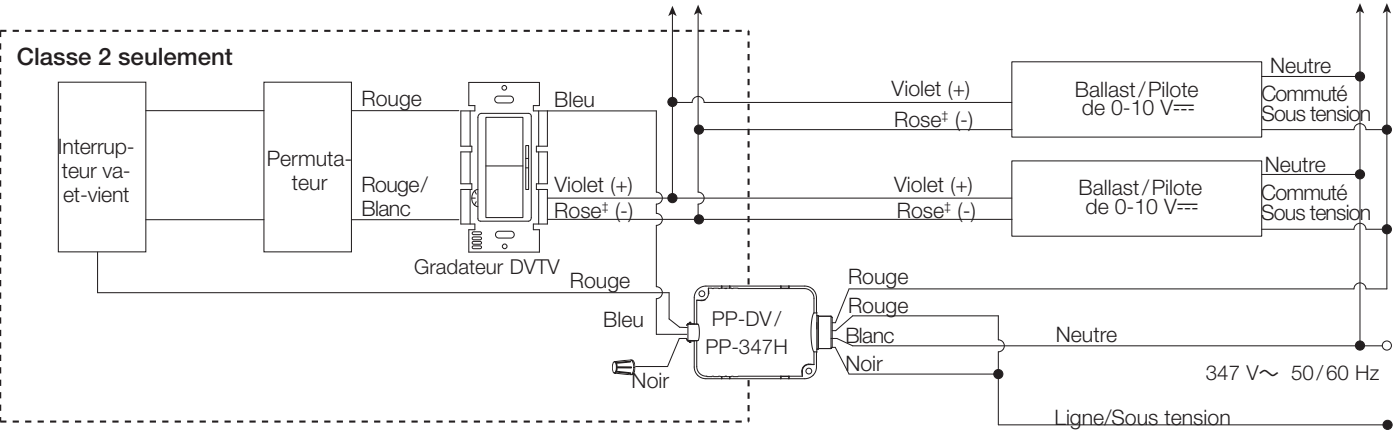 Classe 2 seulement
Interrup-
teur va-
et-vient
Permuta-
teur
Rouge
Rouge/
Blanc
Bleu
Violet (+)
Rose‡ (-)
Gradateur DVTV
Violet (+)
Rose‡ (-)
Ballast/Pilote
de 0-10 V⎓
Neutre
Commuté
Sous tension
Violet (+)
Rose‡ (-)
Ballast/Pilote
de 0-10 V⎓
Neutre
Commuté
Sous tension
Rouge
Bleu
Noir
PP-DV/
PP-347H
Rouge
Rouge
Blanc
Noir
Neutre
347 V~ 50/60 Hz
Ligne/Sous tension